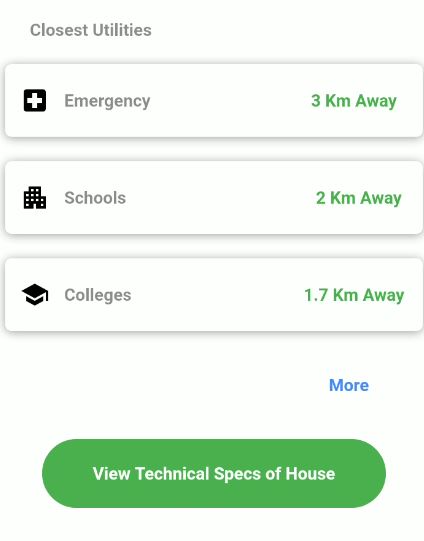 Closest Utilities
Emergency 3 Km Away
Schools 2 Km Away
Colleges 1.7 Km Away
More
View Technical Specs of House